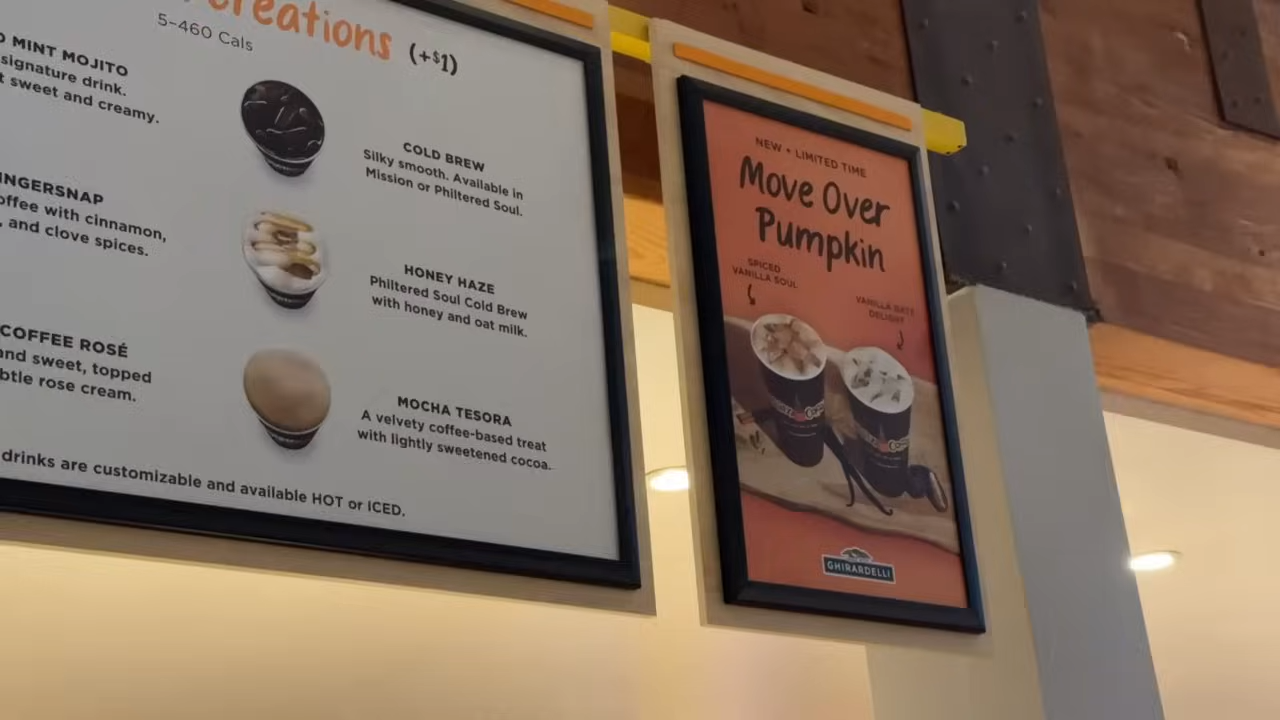 Creations (+$1)
5-460 Cals
MINT MOJITO
signature drink.
sweet and creamy.
COLD BREW
Silky smooth. Available in
Mission or Philtered Soul.
INGERSNAP
offee with cinnamon,
, and clove spices.
HONEY HAZE
Philtered Soul Cold Brew
with honey and oat milk.
COFFEE ROSÉ
and sweet, topped
btle rose cream.
MOCHA TESORA
A velvety coffee-based treat
with lightly sweetened cocoa.
drinks are customizable and available HOT or ICED.
NEW + LIMITED TIME
Move Over
Pumpkin
SPICED
VANILLA SOUL
VANILLA DATE
DELIGHT
GHIRARDELLI